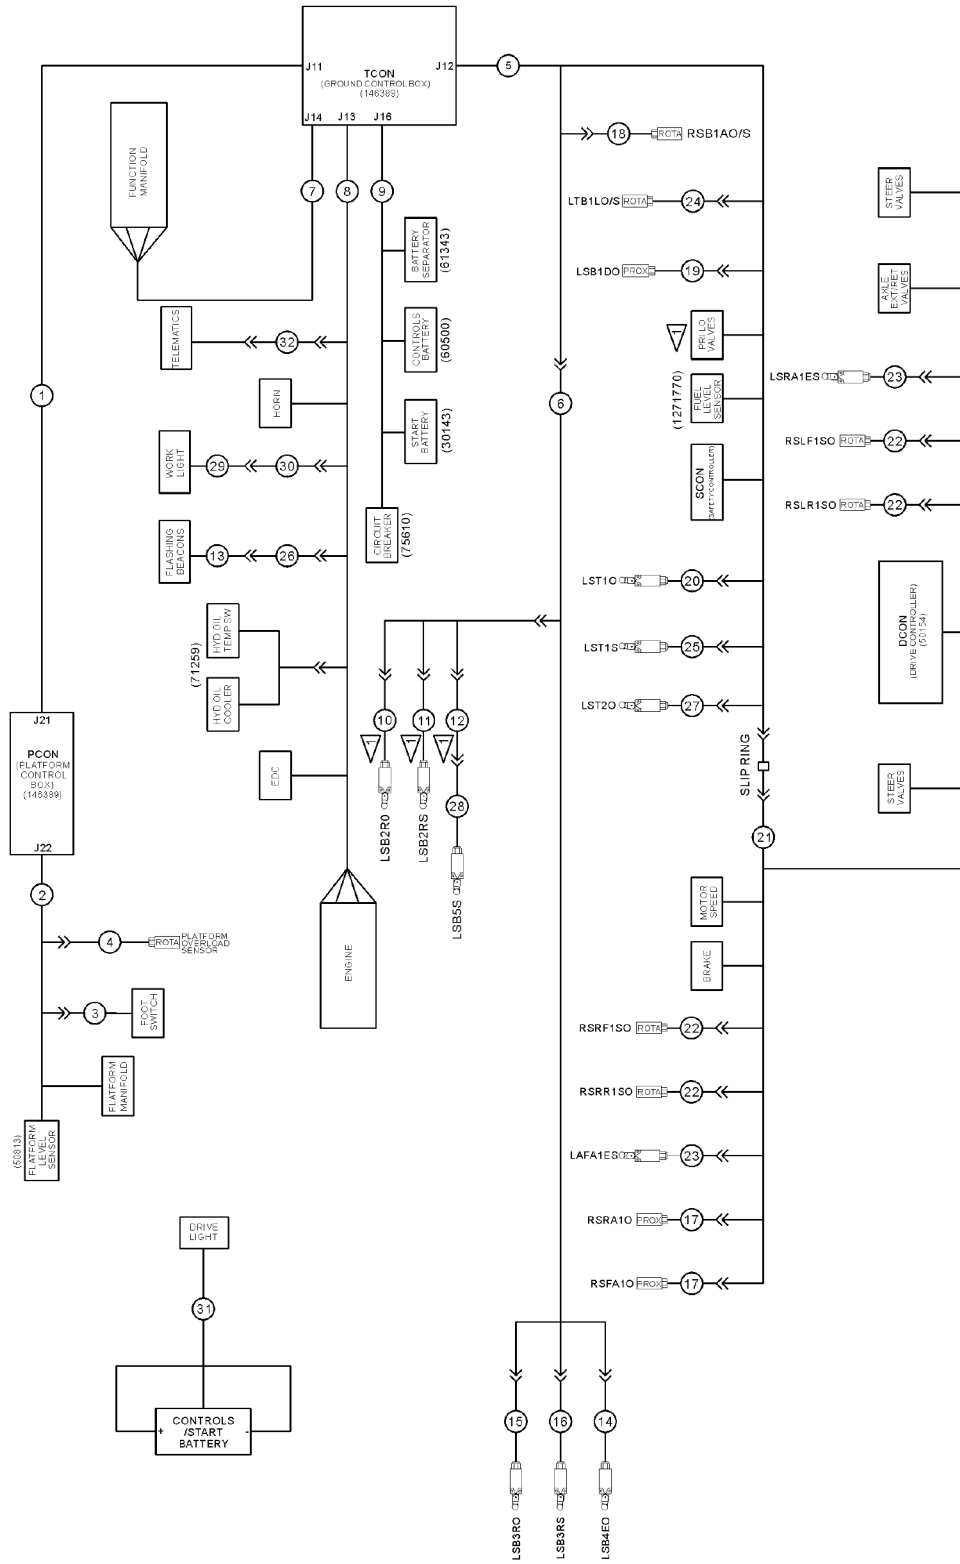 J11
TCON
(GROUND CONTROL BOX)
(146389)
J12
J14
J13
J16
5
FUNCTION
MANIFOLD
18
ROTA
RSB1AO/S
7
8
9
LTB1LO/S
ROTA
24
STEER
VALVES
BATTERY
SEPARATOR
(61343)
LSB1DO
PROX
19
AXLE
EXT/RET
VALVES
TELEMATICS
32
CONTROLS
BATTERY
(60500)
1
PRI LO
VALVES
1
HORN
START
BATTERY
(30143)
6
(1271770)
FUEL
LEVEL
SENSOR
LSRA1ES
23
RSLF1SO
ROTA
22
WORK
LIGHT
29
30
SCON
(SAFETY CONTROLLER)
RSLR1SO
ROTA
22
CIRCUIT
BREAKER
(75610)
FLASHING
BEACONS
13
26
LST1O
20
DCON
(DRIVE CONTROLLER)
(50154)
(71259)
HYD OIL
TEMP SW
HYD OIL
COOLER
LST1S
25
LST2O
27
J21
PCON
(PLATFORM
CONTROL
BOX)
(146389)
J22
10
11
12
1
1
1
EDC
LSB2RO
LSB2RS
28
LSB5S
SLIP RING
STEER
VALVES
21
2
4
ROTA
PLATFORM
OVERLOAD
SENSOR
ENGINE
MOTOR
SPEED
BRAKE
3
FOOT
SWITCH
RSRF1SO
ROTA
22
PLATFORM
MANIFOLD
RSRR1SO
ROTA
22
(50813)
PLATFORM
LEVEL
SENSOR
LAFA1ES
23
RSRA1O
PROX
17
DRIVE
LIGHT
RSFA1O
PROX
17
31
CONTROLS
/START
BATTERY
+
-
15
16
14
LSB3RO
LSB3RS
LSB4EO